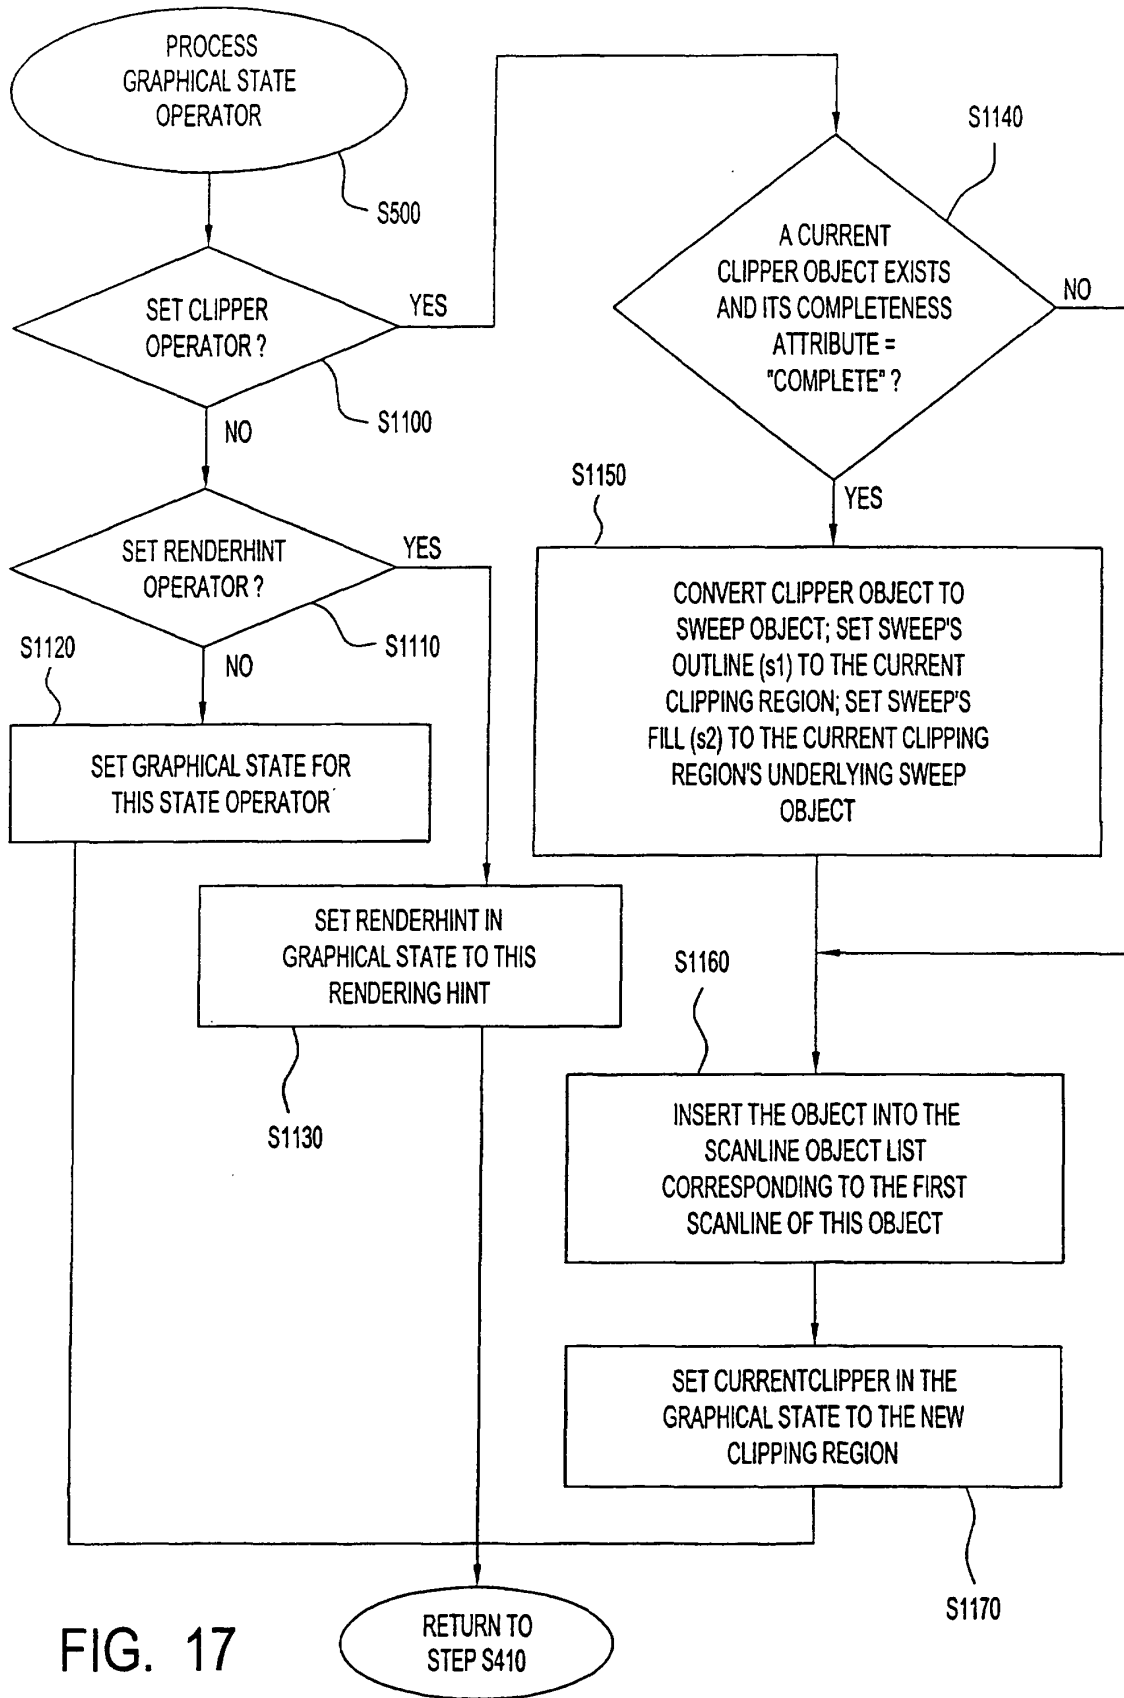 PROCESS
GRAPHICAL STATE
OPERATOR
S500
SET CLIPPER
OPERATOR ?
YES
S1100
NO
SET RENDERHINT
OPERATOR ?
YES
S1110
NO
S1120
SET GRAPHICAL STATE FOR
THIS STATE OPERATOR
SET RENDERHINT IN
GRAPHICAL STATE TO THIS
RENDERING HINT
S1130
S1140
A CURRENT
CLIPPER OBJECT EXISTS
AND ITS COMPLETENESS
ATTRIBUTE =
"COMPLETE" ?
NO
YES
S1150
CONVERT CLIPPER OBJECT TO
SWEEP OBJECT; SET SWEEP'S
OUTLINE (s1) TO THE CURRENT
CLIPPING REGION; SET SWEEP'S
FILL (s2) TO THE CURRENT CLIPPING
REGION'S UNDERLYING SWEEP
OBJECT
S1160
INSERT THE OBJECT INTO THE
SCANLINE OBJECT LIST
CORRESPONDING TO THE FIRST
SCANLINE OF THIS OBJECT
SET CURRENTCLIPPER IN THE
GRAPHICAL STATE TO THE NEW
CLIPPING REGION
S1170
RETURN TO
STEP S410
FIG. 17